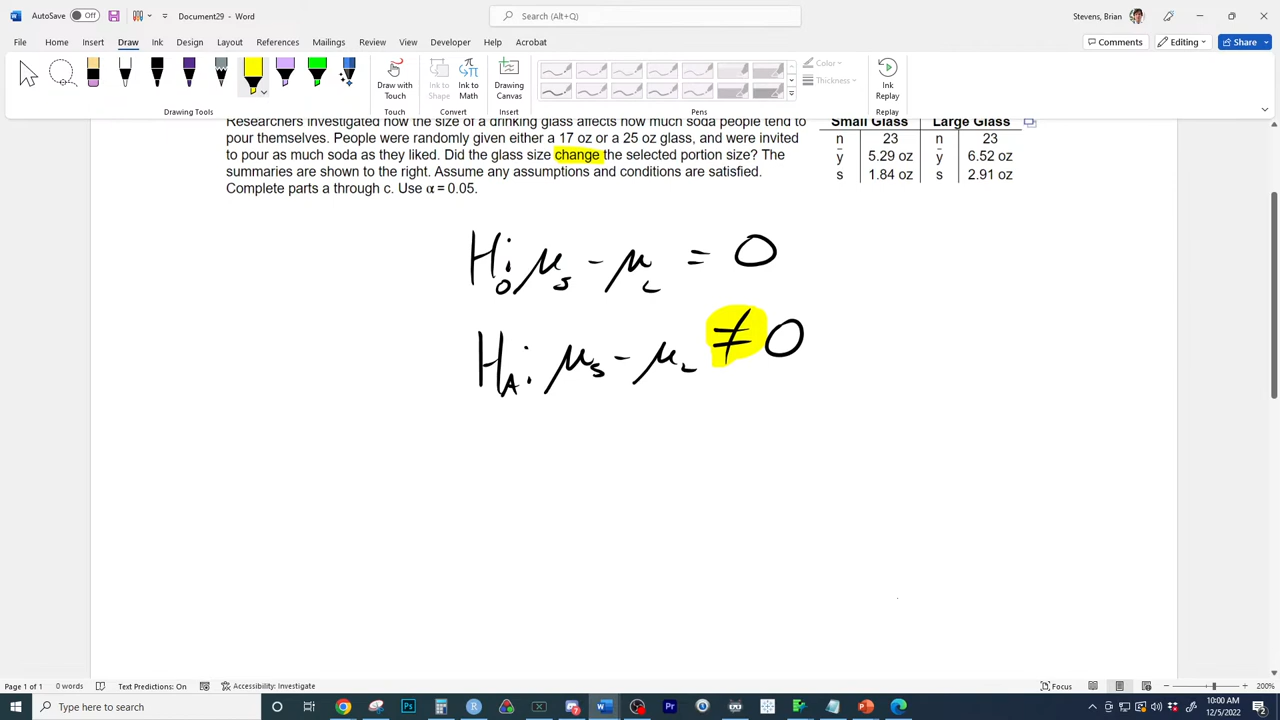 AutoSave Off Document29 - Word Search (Alt+Q) Stevens, Brian
File Home Insert Draw Ink Design Layout References Mailings Review View Developer Help Acrobat Comments Editing Share
Draw with Touch Ink to Shape Ink to Math Drawing Canvas Color Thickness Ink Replay
Drawing Tools Touch Convert Insert Pens Replay
Researchers investigated how the size of a drinking glass affects how much soda people tend to
pour themselves. People were randomly given either a 17 oz or a 25 oz glass, and were invited
to pour as much soda as they liked. Did the glass size change the selected portion size? The
summaries are shown to the right. Assume any assumptions and conditions are satisfied.
Complete parts a through c. Use α = 0.05.
Small Glass Large Glass
n 23 n 23
ȳ 5.29 oz ȳ 6.52 oz
s 1.84 oz s 2.91 oz
H₀: μₛ - μ_L = 0
H_A: μₛ - μ_L ≠ 0
Page 1 of 1 0 words Text Predictions: On Accessibility: Investigate Focus 200%
Type here to search 10:00 AM
12/5/2022